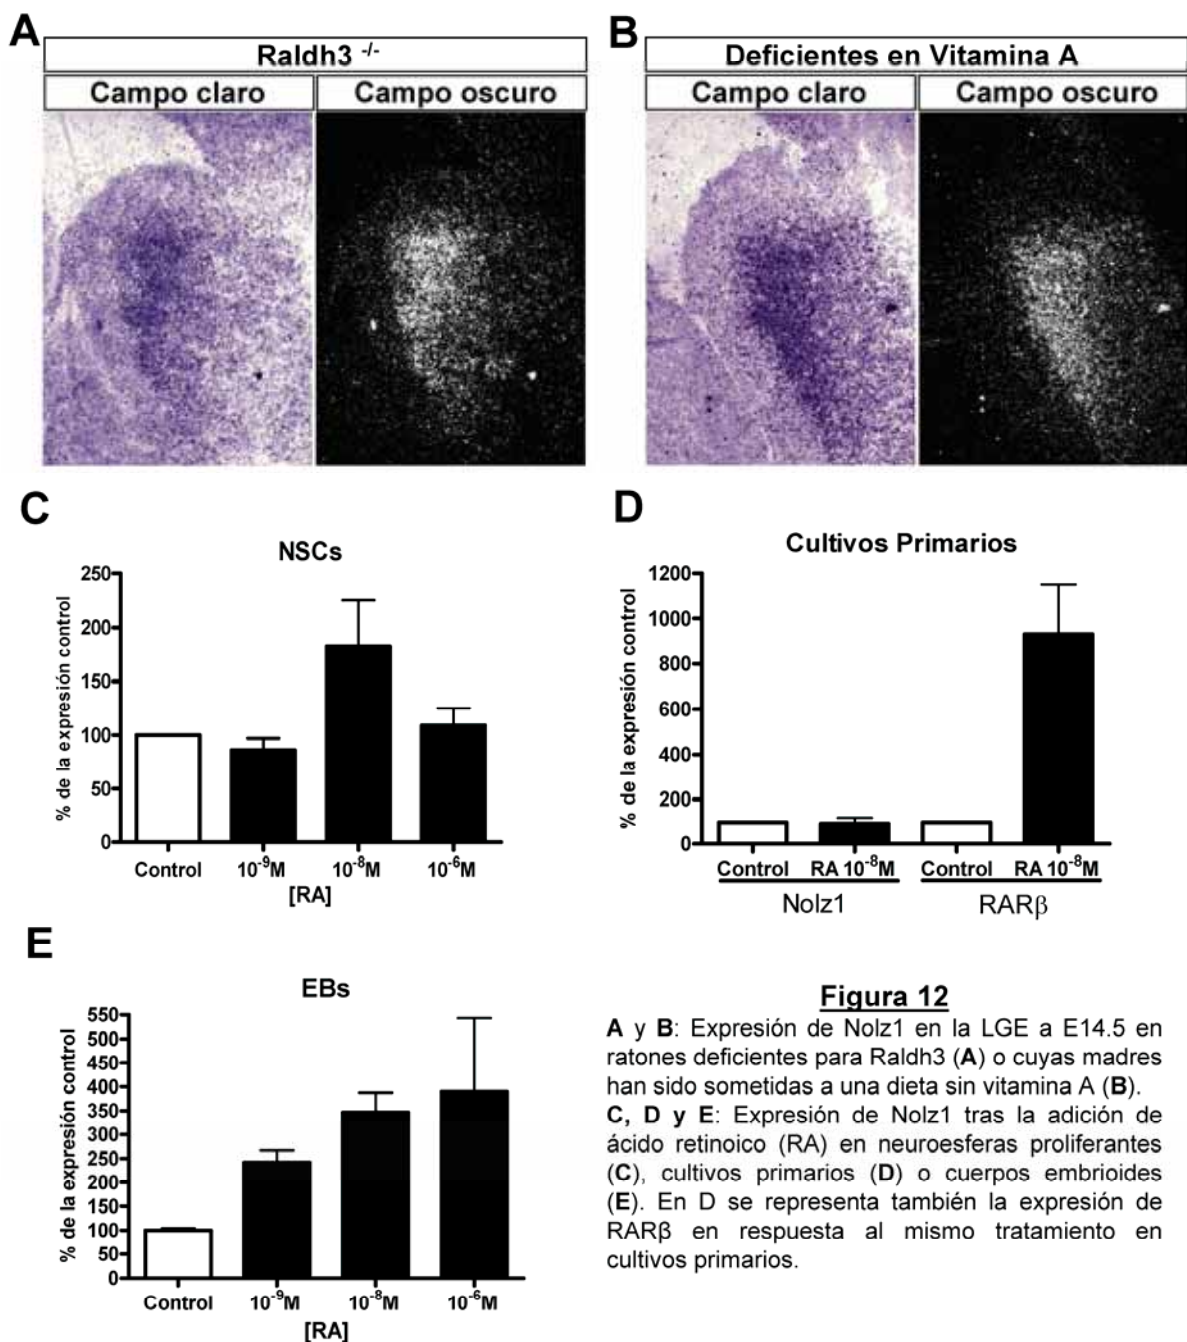 A
Raldh3 -/-
Campo claro
Campo oscuro
B
Deficientes en Vitamina A
Campo claro
Campo oscuro
C
NSCs
% de la expresión control
250
200
150
100
50
0
Control
10⁻⁹M
10⁻⁸M
10⁻⁶M
[RA]
D
Cultivos Primarios
% de la expresión control
1200
1000
800
600
400
200
0
Control
RA 10⁻⁸M
Control
RA 10⁻⁸M
Nolz1
RARβ
E
EBs
% de la expresión control
550
500
450
400
350
300
250
200
150
100
50
0
Control
10⁻⁹M
10⁻⁸M
10⁻⁶M
[RA]
Figura 12
A y B: Expresión de Nolz1 en la LGE a E14.5 en
ratones deficientes para Raldh3 (A) o cuyas madres
han sido sometidas a una dieta sin vitamina A (B).
C, D y E: Expresión de Nolz1 tras la adición de
ácido retinoico (RA) en neuroesferas proliferantes
(C), cultivos primarios (D) o cuerpos embrioides
(E). En D se representa también la expresión de
RARβ en respuesta al mismo tratamiento en
cultivos primarios.